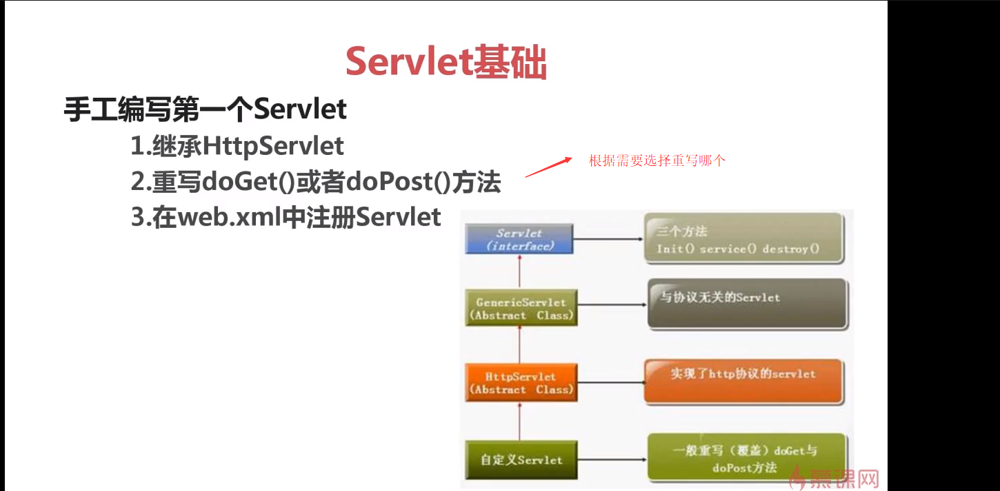 Servlet基础
手工编写第一个Servlet
1.继承HttpServlet
2.重写doGet()或者doPost()方法
根据需要选择重写哪个
3.在web.xml中注册Servlet
Servlet
(interface)
三个方法
Init() service() destroy()
GenericServlet
(Abstract Class)
与协议无关的Servlet
HttpServlet
(Abstract Class)
实现了http协议的servlet
自定义Servlet
一般重写（覆盖）doGet与
doPost方法
慕课网